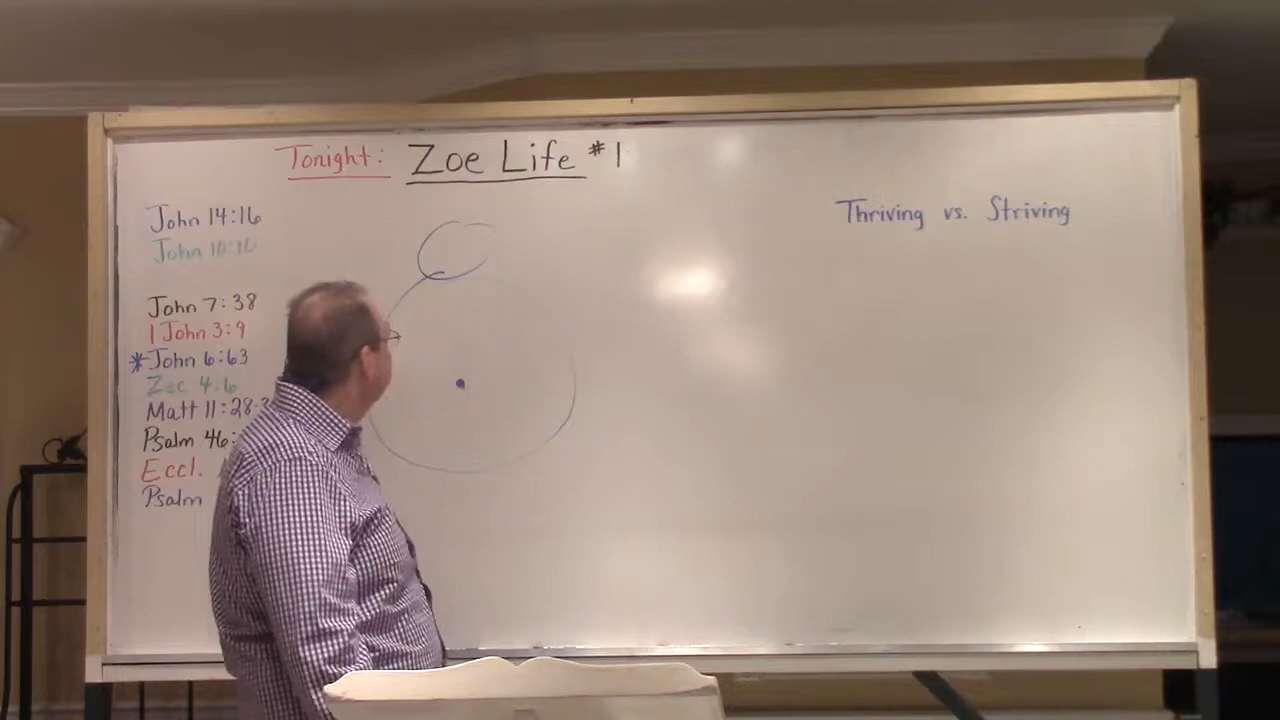 Tonight: Zoe Life #1
John 14:16
John 10:10
Thriving vs. Striving
John 7:38
1 John 3:9
*John 6:63
Zec 4:6
Matt 11:28-
Psalm 46:
Eccl.
Psalm